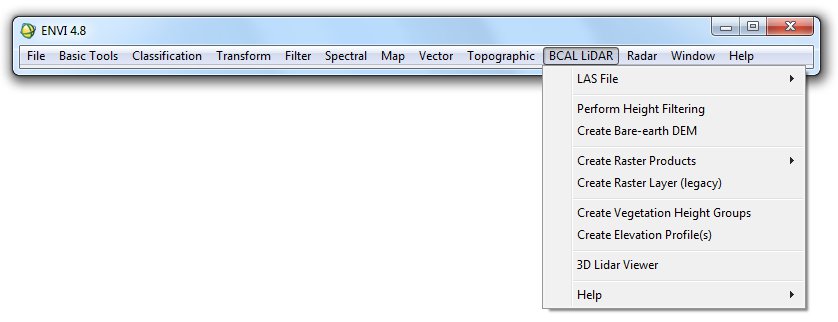 ENVI 4.8
File Basic Tools Classification Transform Filter Spectral Map Vector Topographic BCAL LiDAR Radar Window Help
LAS File
Perform Height Filtering
Create Bare-earth DEM
Create Raster Products
Create Raster Layer (legacy)
Create Vegetation Height Groups
Create Elevation Profile(s)
3D Lidar Viewer
Help